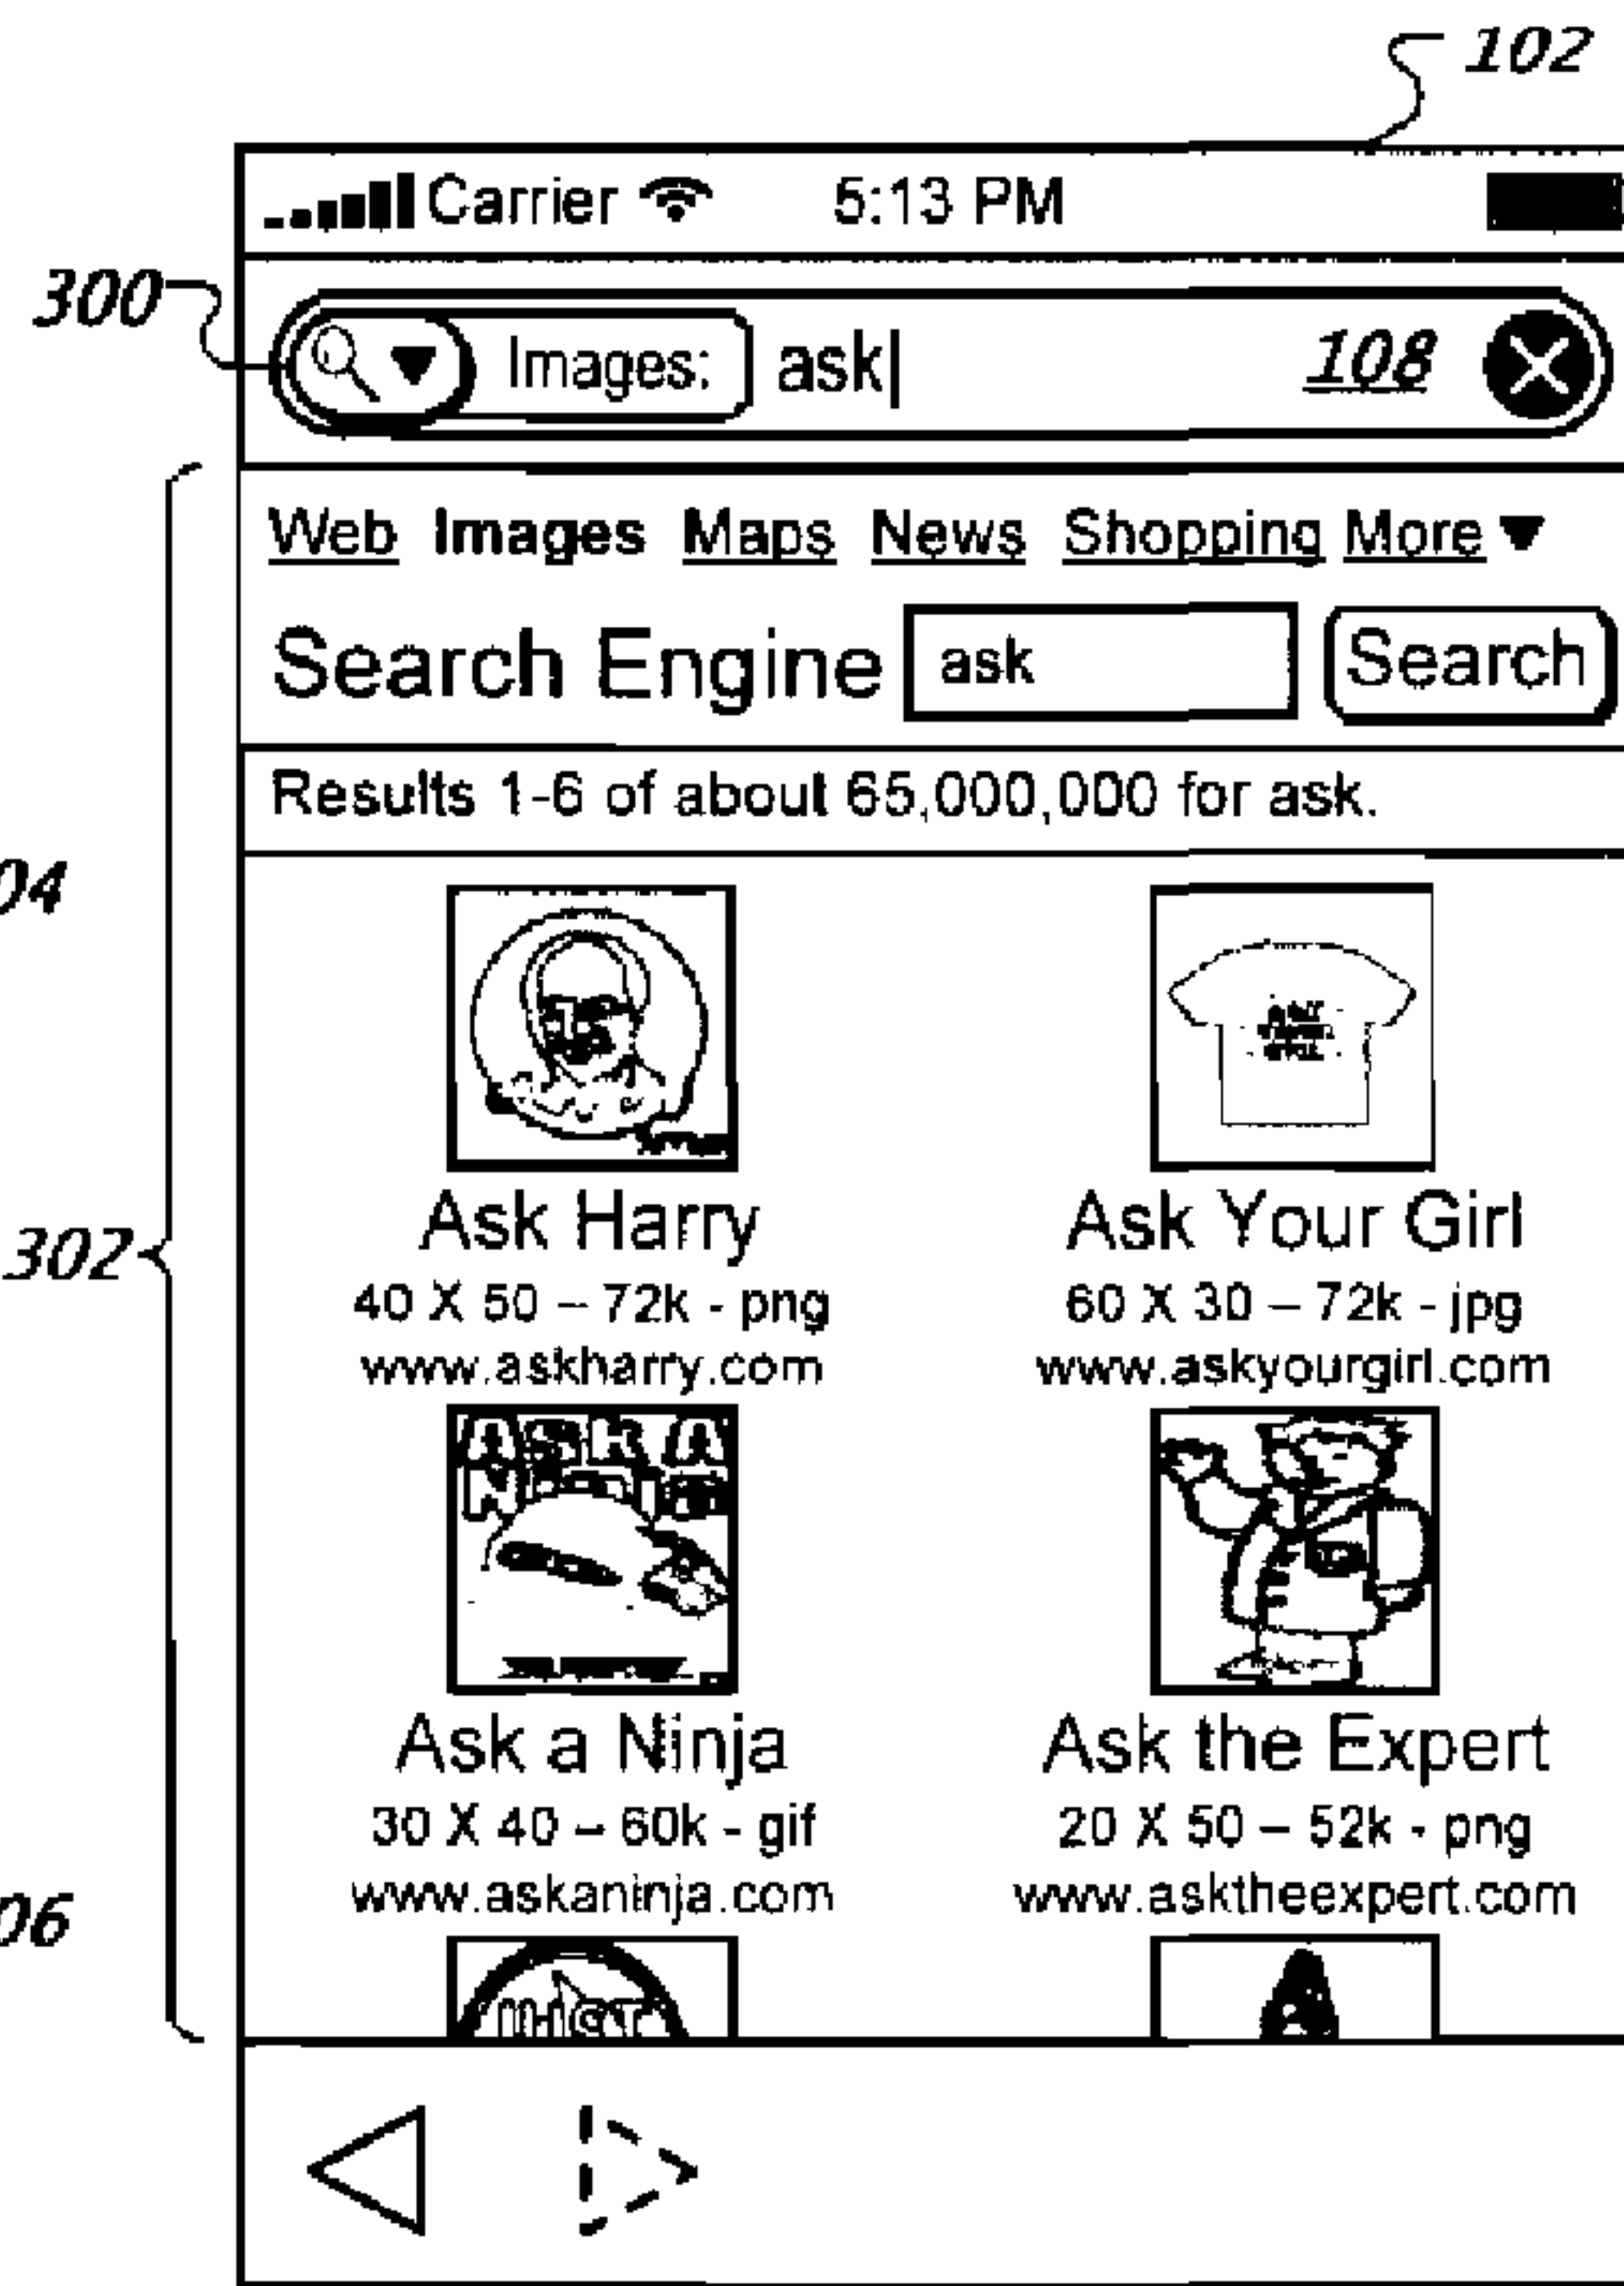 102
Carrier 5:13 PM
300
Images: ask 108
Web Images Maps News Shopping More
Search Engine ask Search
Results 1-6 of about 65,000,000 for ask.
04
Ask Harry Ask Your Girl
40 X 50 – 72k - png 60 X 30 – 72k - jpg
302
www.askharry.com www.askyourgirl.com
ASK A
Ask a Ninja Ask the Expert
30 X 40 – 60k - gif 20 X 50 – 52k - png
www.askaninja.com www.asktheexpert.com
06